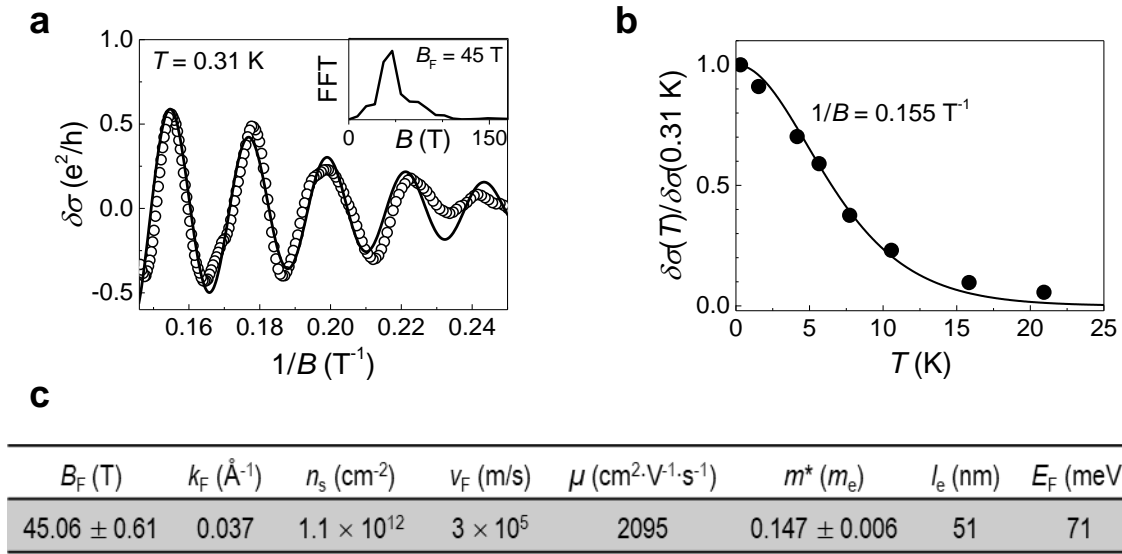 a
T = 0.31 K
B_F = 45 T
FFT
0 150
B (T)
1.0
0.5
0.0
-0.5
δσ (e²/h)
0.16 0.18 0.20 0.22 0.24
1/B (T⁻¹)
b
1/B = 0.155 T⁻¹
1.0
0.5
0.0
δσ(T)/δσ(0.31 K)
0 5 10 15 20 25
T (K)
c
B_F (T) k_F (Å⁻¹) n_s (cm⁻²) v_F (m/s) μ (cm²·V⁻¹·s⁻¹) m* (m_e) l_e (nm) E_F (meV
45.06 ± 0.61 0.037 1.1 × 10¹² 3 × 10⁵ 2095 0.147 ± 0.006 51 71